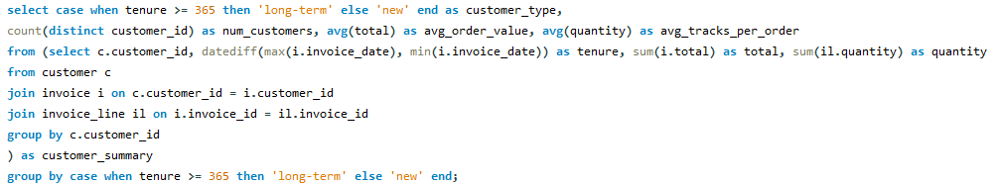 select case when tenure >= 365 then 'long-term' else 'new' end as customer_type,
count(distinct customer_id) as num_customers, avg(total) as avg_order_value, avg(quantity) as avg_tracks_per_order
from (select c.customer_id, datediff(max(i.invoice_date), min(i.invoice_date)) as tenure, sum(i.total) as total, sum(il.quantity) as quantity
from customer c
join invoice i on c.customer_id = i.customer_id
join invoice_line il on i.invoice_id = il.invoice_id
group by c.customer_id
) as customer_summary
group by case when tenure >= 365 then 'long-term' else 'new' end;